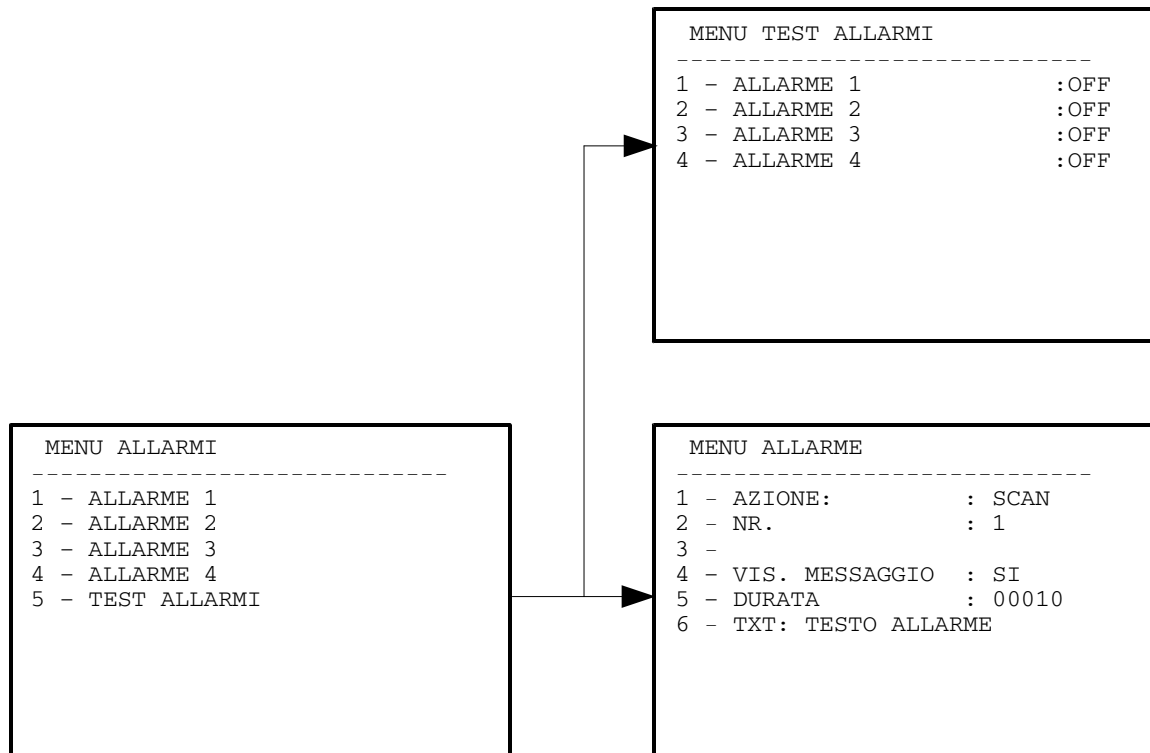 MENU TEST ALLARMI
------------------------------
1 - ALLARME 1 :OFF
2 - ALLARME 2 :OFF
3 - ALLARME 3 :OFF
4 - ALLARME 4 :OFF
MENU ALLARMI
------------------------------
1 - ALLARME 1
2 - ALLARME 2
3 - ALLARME 3
4 - ALLARME 4
5 - TEST ALLARMI
MENU ALLARME
------------------------------
1 - AZIONE: : SCAN
2 - NR. : 1
3 -
4 - VIS. MESSAGGIO : SI
5 - DURATA : 00010
6 - TXT: TESTO ALLARME